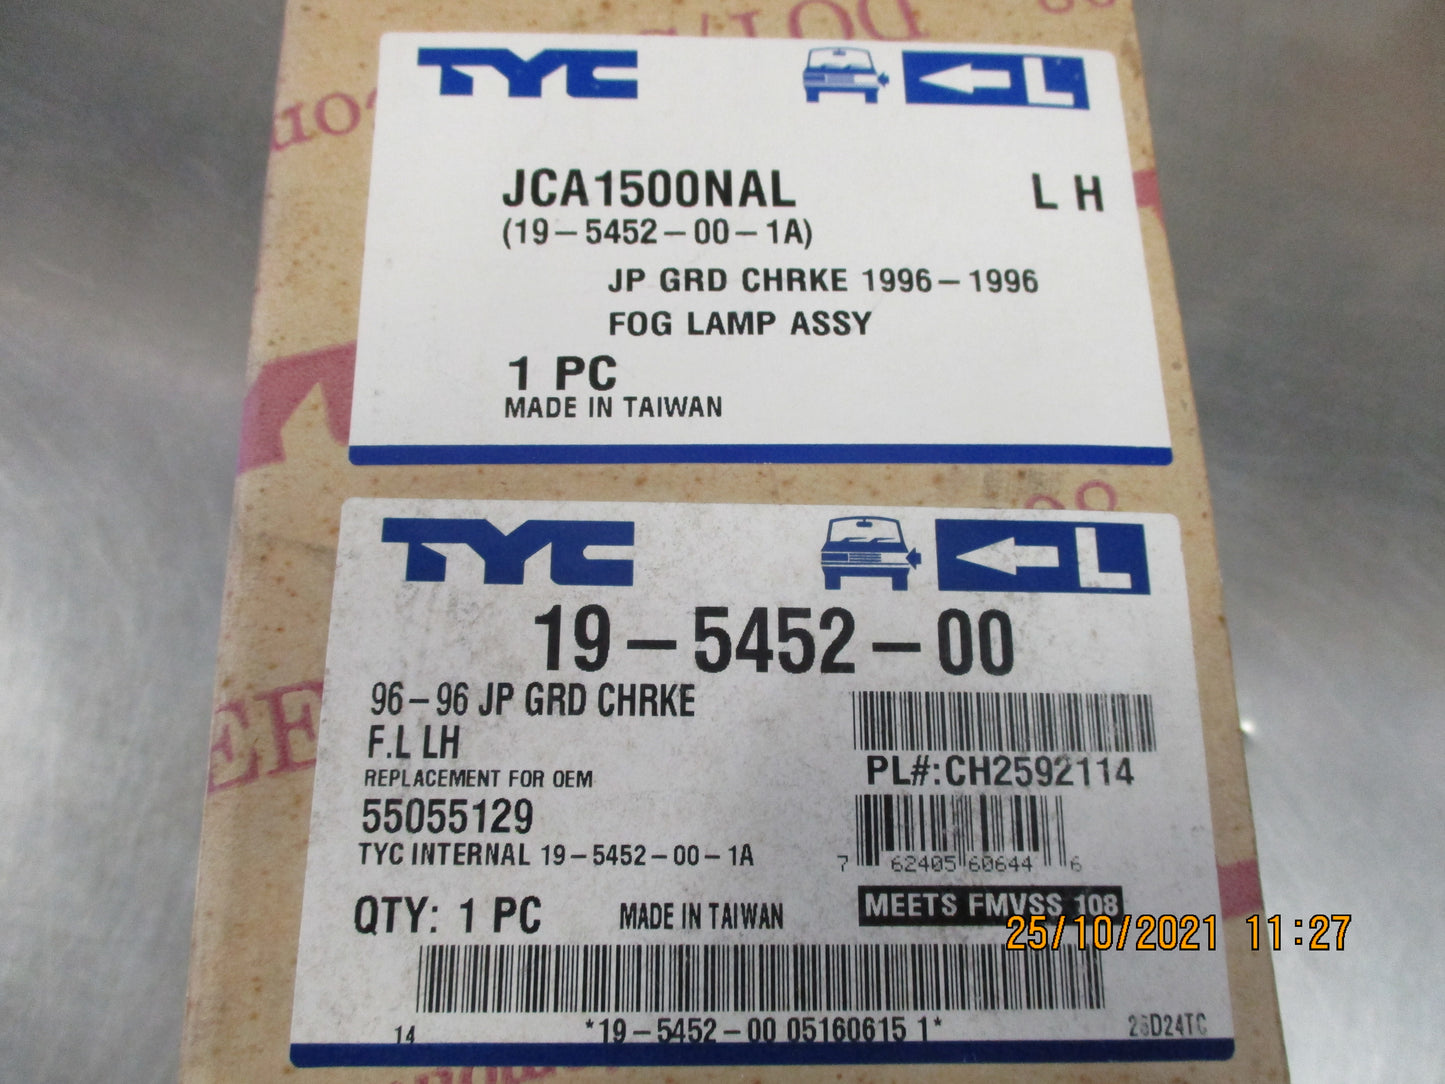 TYC
L
JCA1500NAL
L H
(19-5452-00-1A)
JP GRD CHRKE 1996-1996
FOG LAMP ASSY
1 PC
MADE IN TAIWAN
TYC
L
19-5452-00
96-96 JP GRD CHRKE
F.L LH
REPLACEMENT FOR OEM
55055129
PL#:CH2592114
TYC INTERNAL 19-5452-00-1A
7 62405 60644 6
QTY: 1 PC
MADE IN TAIWAN
MEETS FMVSS 108
25/10/2021 11:27
14
*19-5452-00 05160615 1*